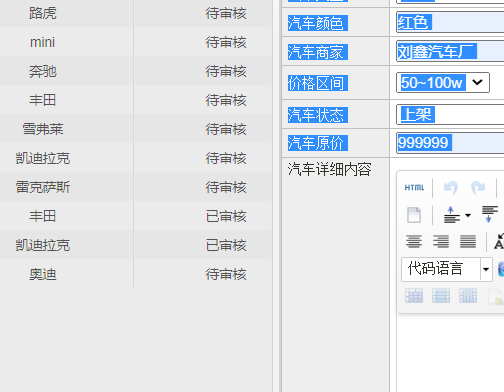 路虎 待审核
mini 待审核
奔驰 待审核
丰田 待审核
雪弗莱 待审核
凯迪拉克 待审核
雷克萨斯 待审核
丰田 已审核
凯迪拉克 已审核
奥迪 待审核
汽车颜色 红色
汽车商家 刘鑫汽车厂
价格区间 50~100w
汽车状态 上架
汽车原价 999999
汽车详细内容
HTML
代码语言